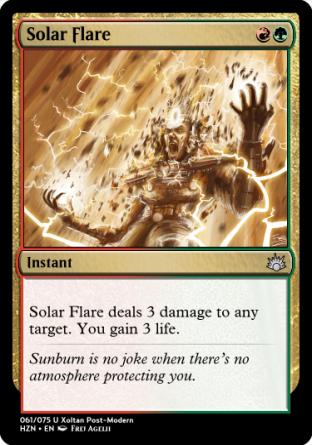 Solar Flare
Instant
Solar Flare deals 3 damage to any
target. You gain 3 life.
Sunburn is no joke when there's no
atmosphere protecting you.
061/075 U Xoltan Post-Modern
HZN • EN Frei Agelii